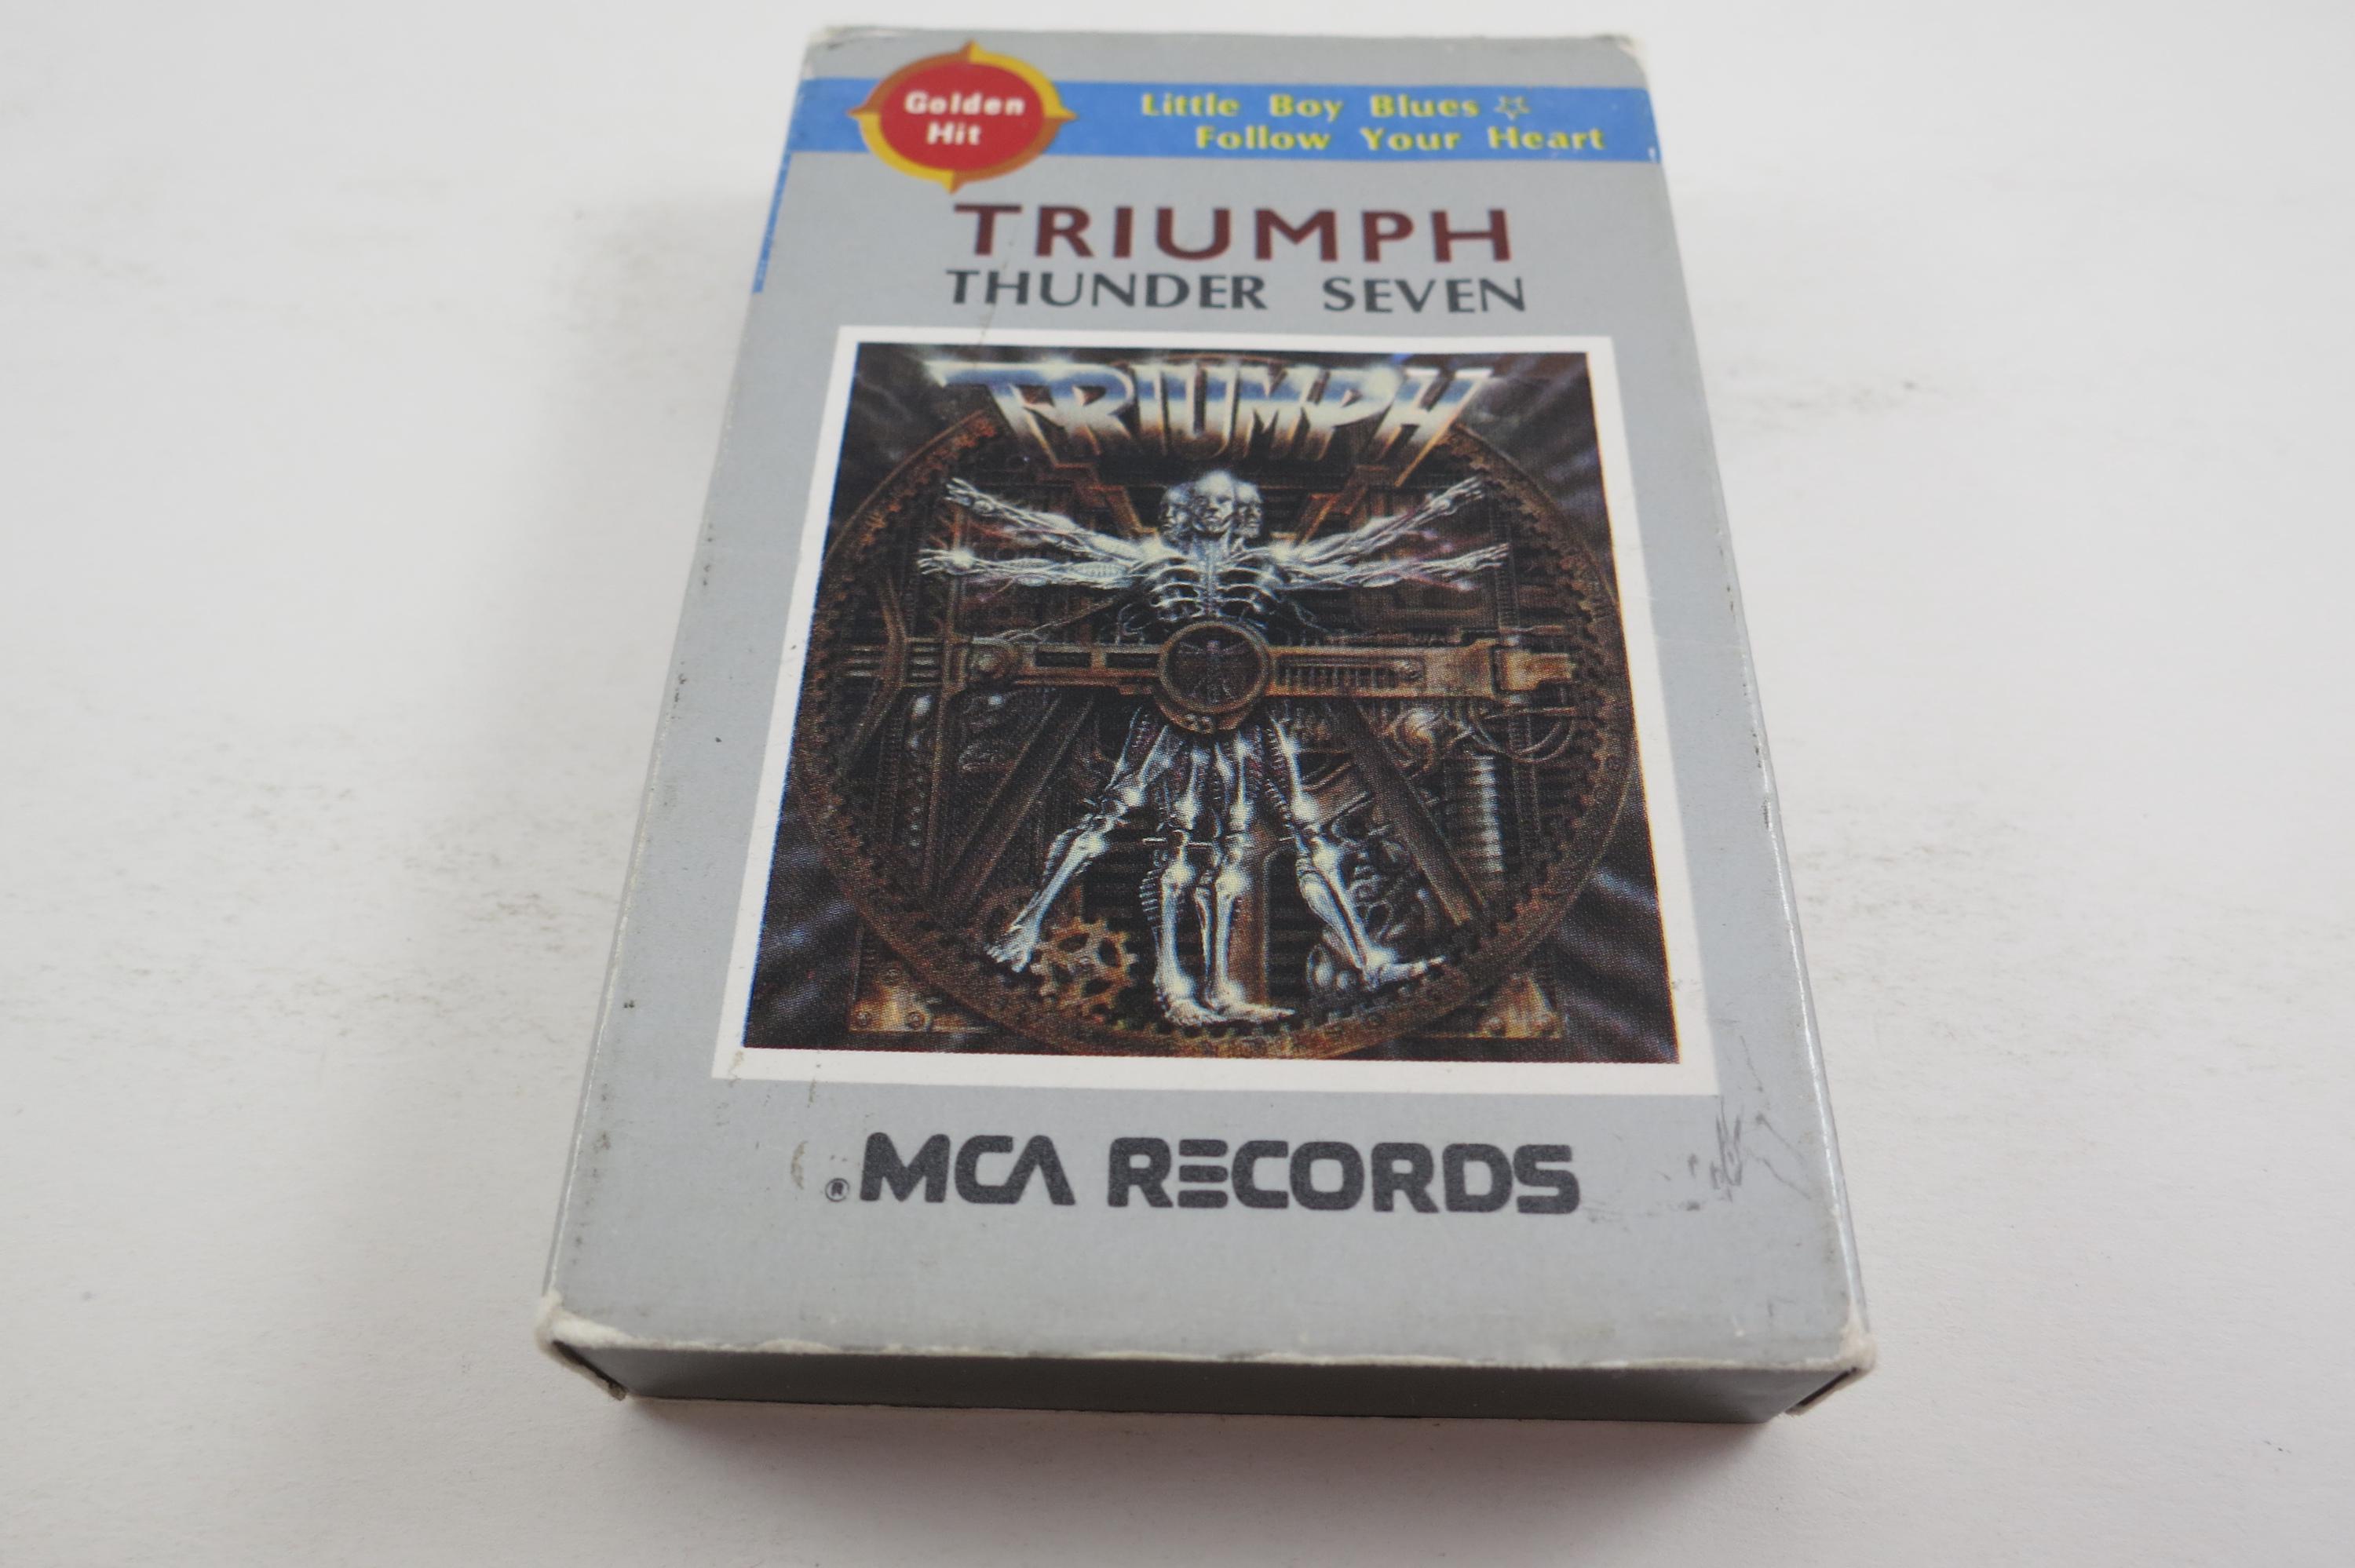 Golden
Hit
Little Boy Blues ☆
Follow Your Heart
TRIUMPH
THUNDER SEVEN
TRIUMPH
®MCA RECORDS